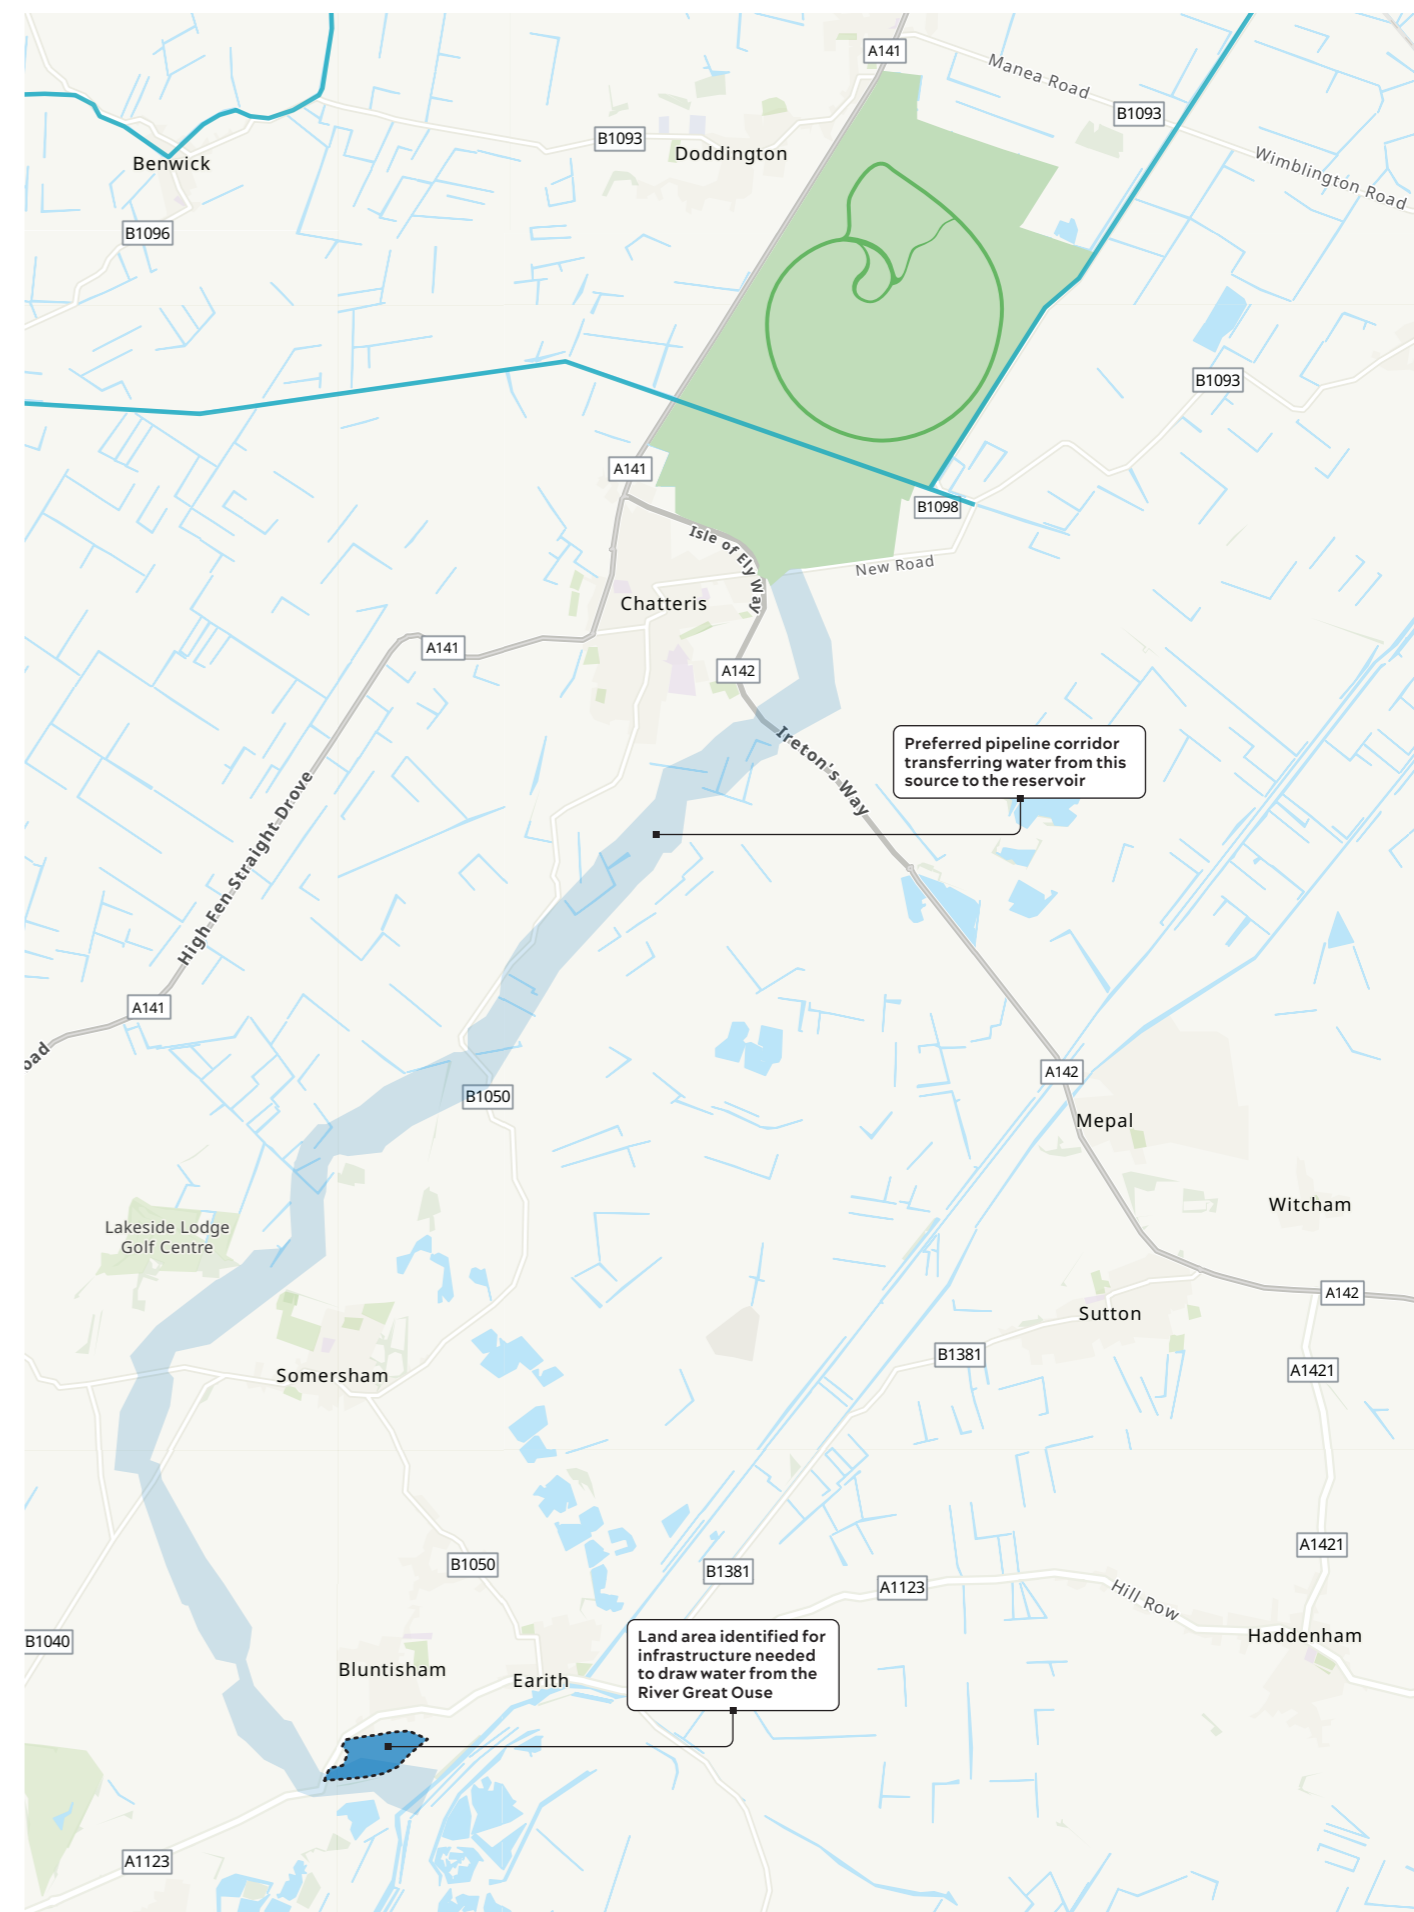 A141
Manea Road
B1093
B1093
Doddington
Wimblington Road
Benwick
B1096
B1093
A141
B1098
Isle of Ely Way
New Road
Chatteris
A141
A142
Ireton's Way
Preferred pipeline corridor
transferring water from this
source to the reservoir
High Fen Straight Drove
A141
oad
A142
B1050
Mepal
Witcham
Lakeside Lodge
Golf Centre
A142
Sutton
B1381
A1421
Somersham
A1421
B1050
B1381
A1123
Hill Row
B1040
Land area identified for
infrastructure needed
to draw water from the
River Great Ouse
Haddenham
Bluntisham
Earith
A1123